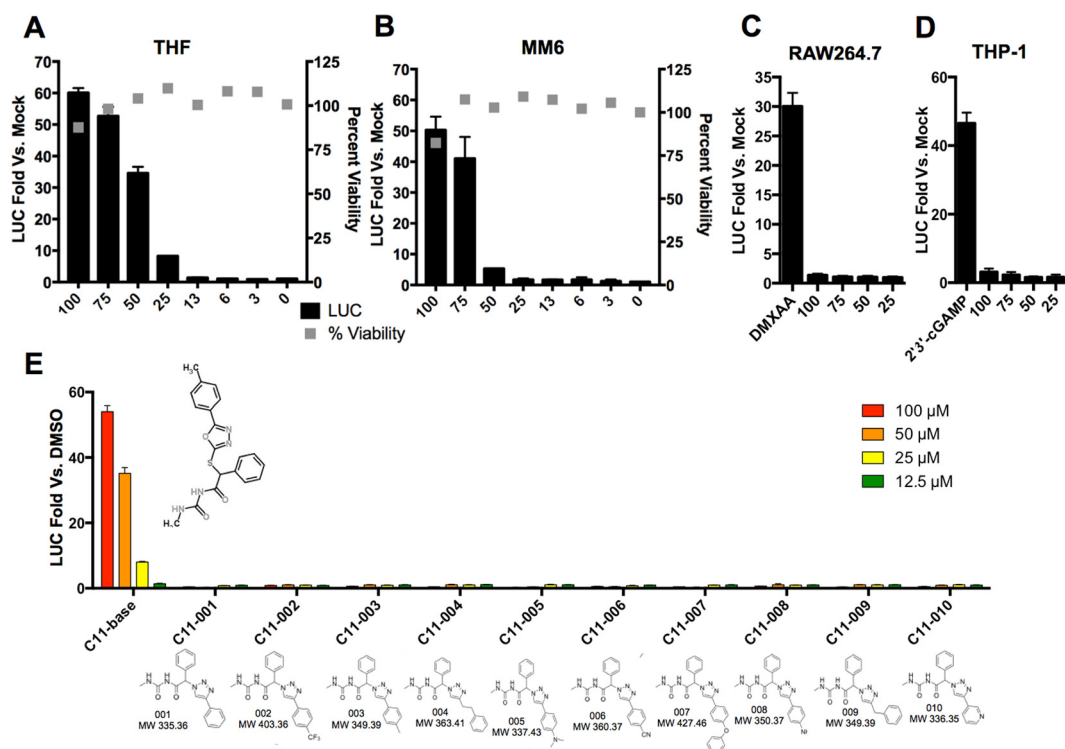 A
THF
LUC Fold Vs. Mock
70
60
50
40
30
20
10
0
100 75 50 25 13 6 3 0
125
100
75
50
25
0
Percent Viability
B
MM6
LUC Fold Vs. Mock
70
60
50
40
30
20
10
0
100 75 50 25 13 6 3 0
125
100
75
50
25
0
Percent Viability
LUC
% Viability
C
RAW264.7
LUC Fold Vs. Mock
35
30
25
20
15
10
5
0
DMXAA 100 75 50 25
D
THP-1
LUC Fold Vs. Mock
60
40
20
0
2'3'-cGAMP 100 75 50 25
E
LUC Fold Vs. DMSO
60
40
20
0
H₃C
O
N
N
S
NH
O
NH
O
H₃C
100 µM
50 µM
25 µM
12.5 µM
C11-base C11-001 C11-002 C11-003 C11-004 C11-005 C11-006 C11-007 C11-008 C11-009 C11-010
001
MW 335.36
002
MW 403.36
CF₃
003
MW 349.39
004
MW 363.41
005
MW 337.43
006
MW 360.37
CN
007
MW 427.46
008
MW 350.37
009
MW 349.39
010
MW 336.35